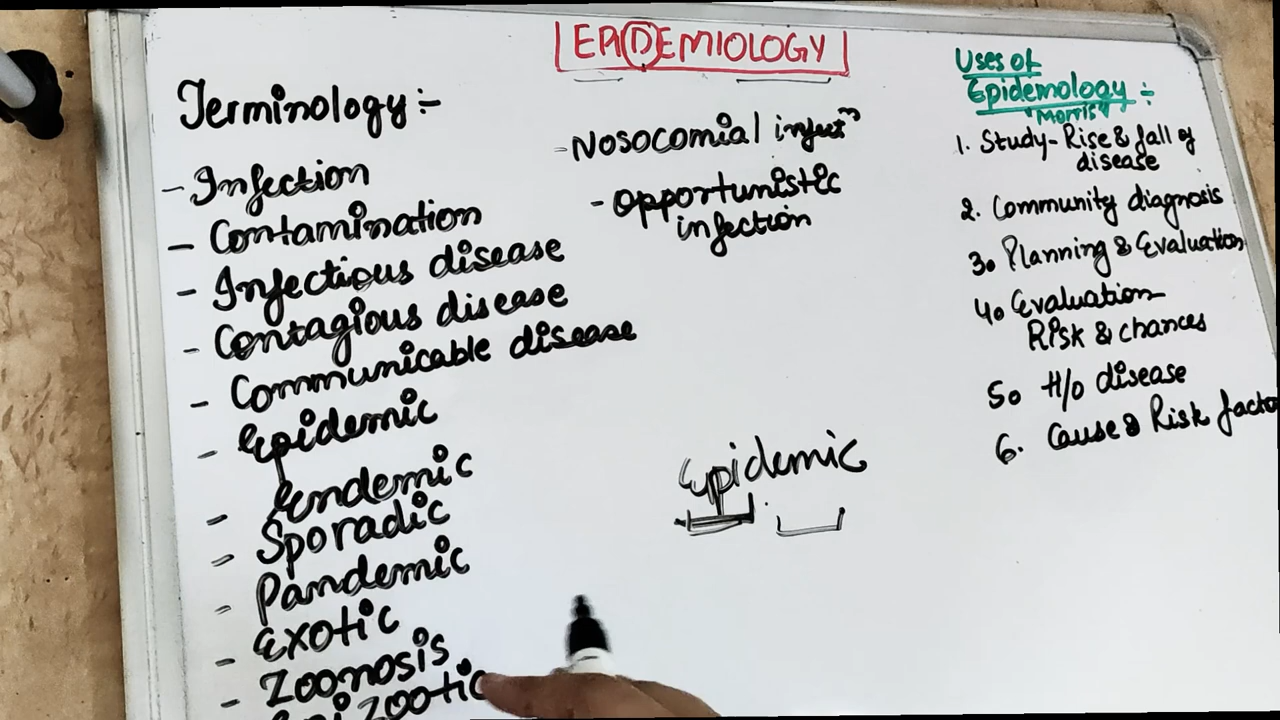 EPIDEMIOLOGY
Terminology :-
- Infection
- Contamination
- Infectious disease
- Contagious disease
- Communicable disease
- Epidemic
- Endemic
- Sporadic
- Pandemic
- Exotic
- Zoonosis
Epizootic
- Nosocomial infectn
- Opportunistic
infection
Epidemic
Uses of
Epidemology :-
"Morris"
1. Study - Rise & fall of
disease
2. Community diagnosis
3. Planning & Evaluation
4. Evaluation
Risk & chances
5. H/o disease
6. Cause & Risk facto